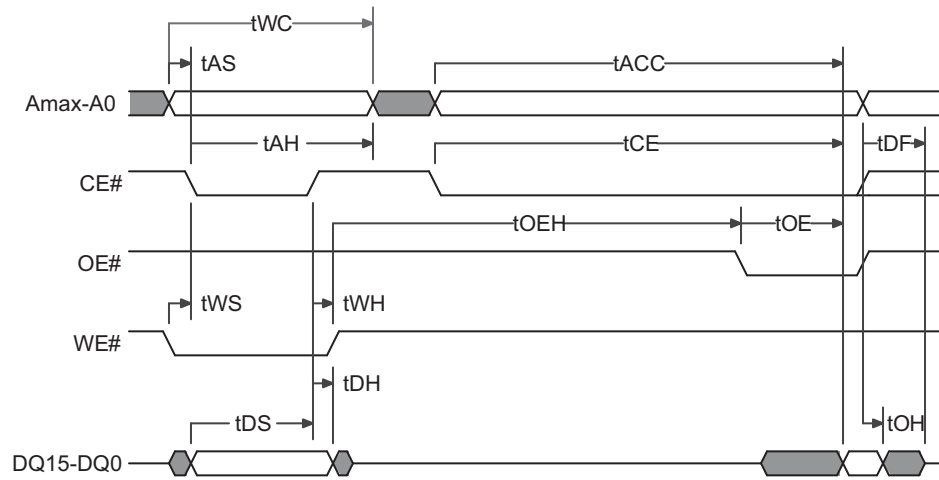 tWC
tAS
tACC
Amax-A0
tAH
tCE
tDF
CE#
tOEH
tOE
OE#
tWS
tWH
WE#
tDH
tDS
tOH
DQ15-DQ0